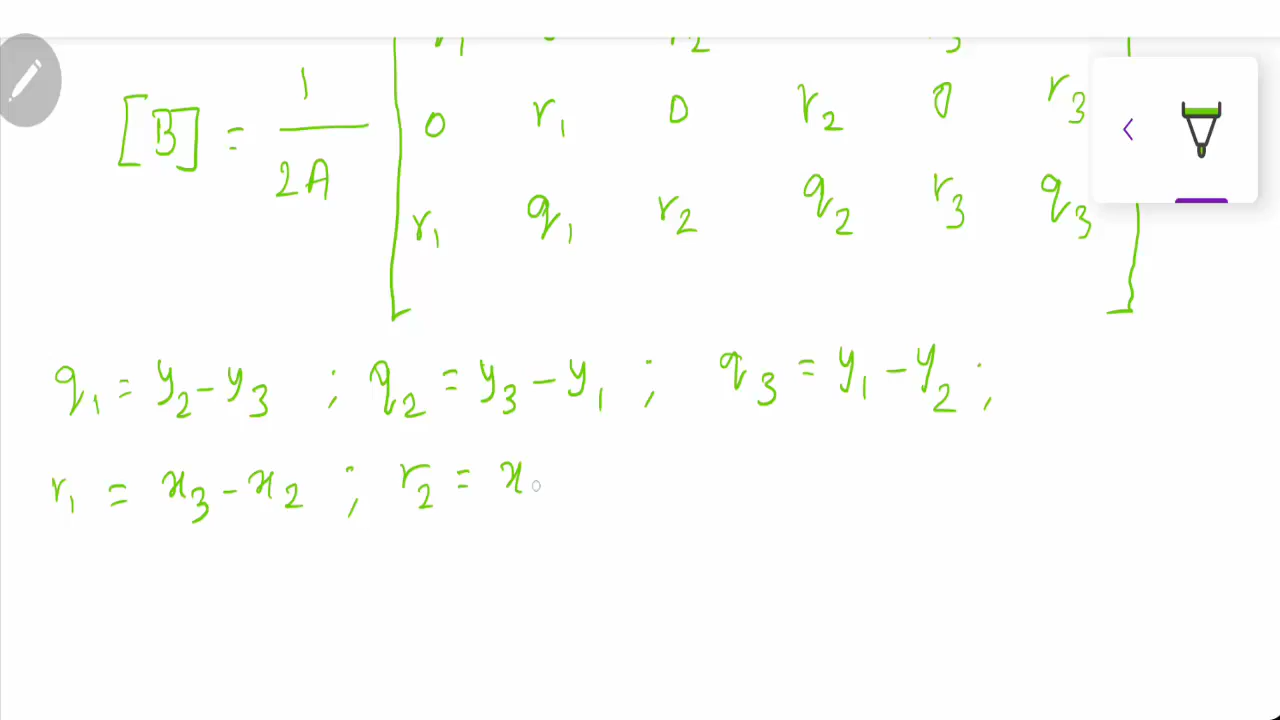 0 r1 0 r2 0 r3
[B] = 1/2A
r1 q1 r2 q2 r3 q3
q1 = y2 - y3 ; q2 = y3 - y1 ; q3 = y1 - y2 ;
r1 = x3 - x2 ; r2 = x